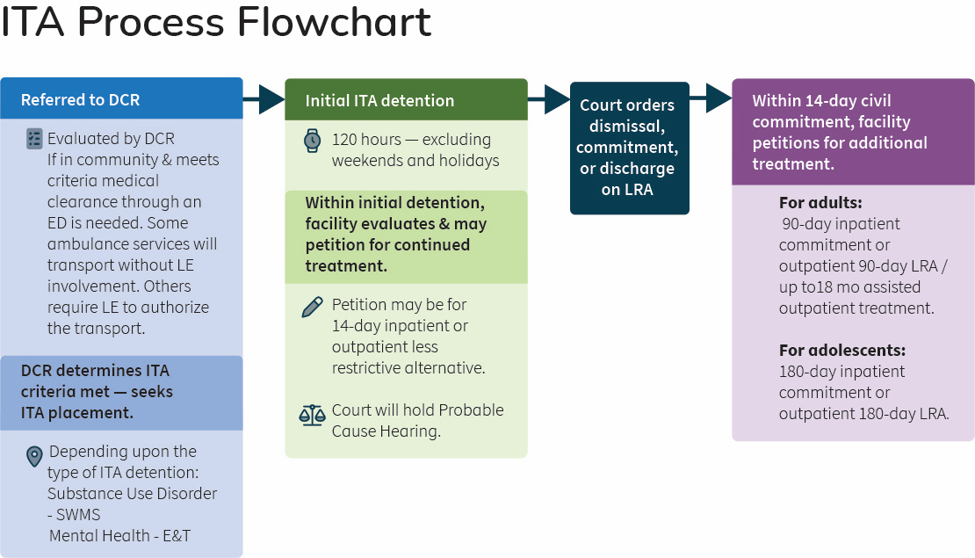 ITA Process Flowchart
Referred to DCR
Evaluated by DCR
If in community & meets
criteria medical
clearance through an
ED is needed. Some
ambulance services will
transport without LE
involvement. Others
require LE to authorize
the transport.
DCR determines ITA
criteria met — seeks
ITA placement.
Depending upon the
type of ITA detention:
Substance Use Disorder
- SWMS
Mental Health - E&T
Initial ITA detention
120 hours — excluding
weekends and holidays
Within initial detention,
facility evaluates & may
petition for continued
treatment.
Petition may be for
14-day inpatient or
outpatient less
restrictive alternative.
Court will hold Probable
Cause Hearing.
Court orders
dismissal,
commitment,
or discharge
on LRA
Within 14-day civil
commitment, facility
petitions for additional
treatment.
For adults:
90-day inpatient
commitment or
outpatient 90-day LRA /
up to18 mo assisted
outpatient treatment.
For adolescents:
180-day inpatient
commitment or
outpatient 180-day LRA.